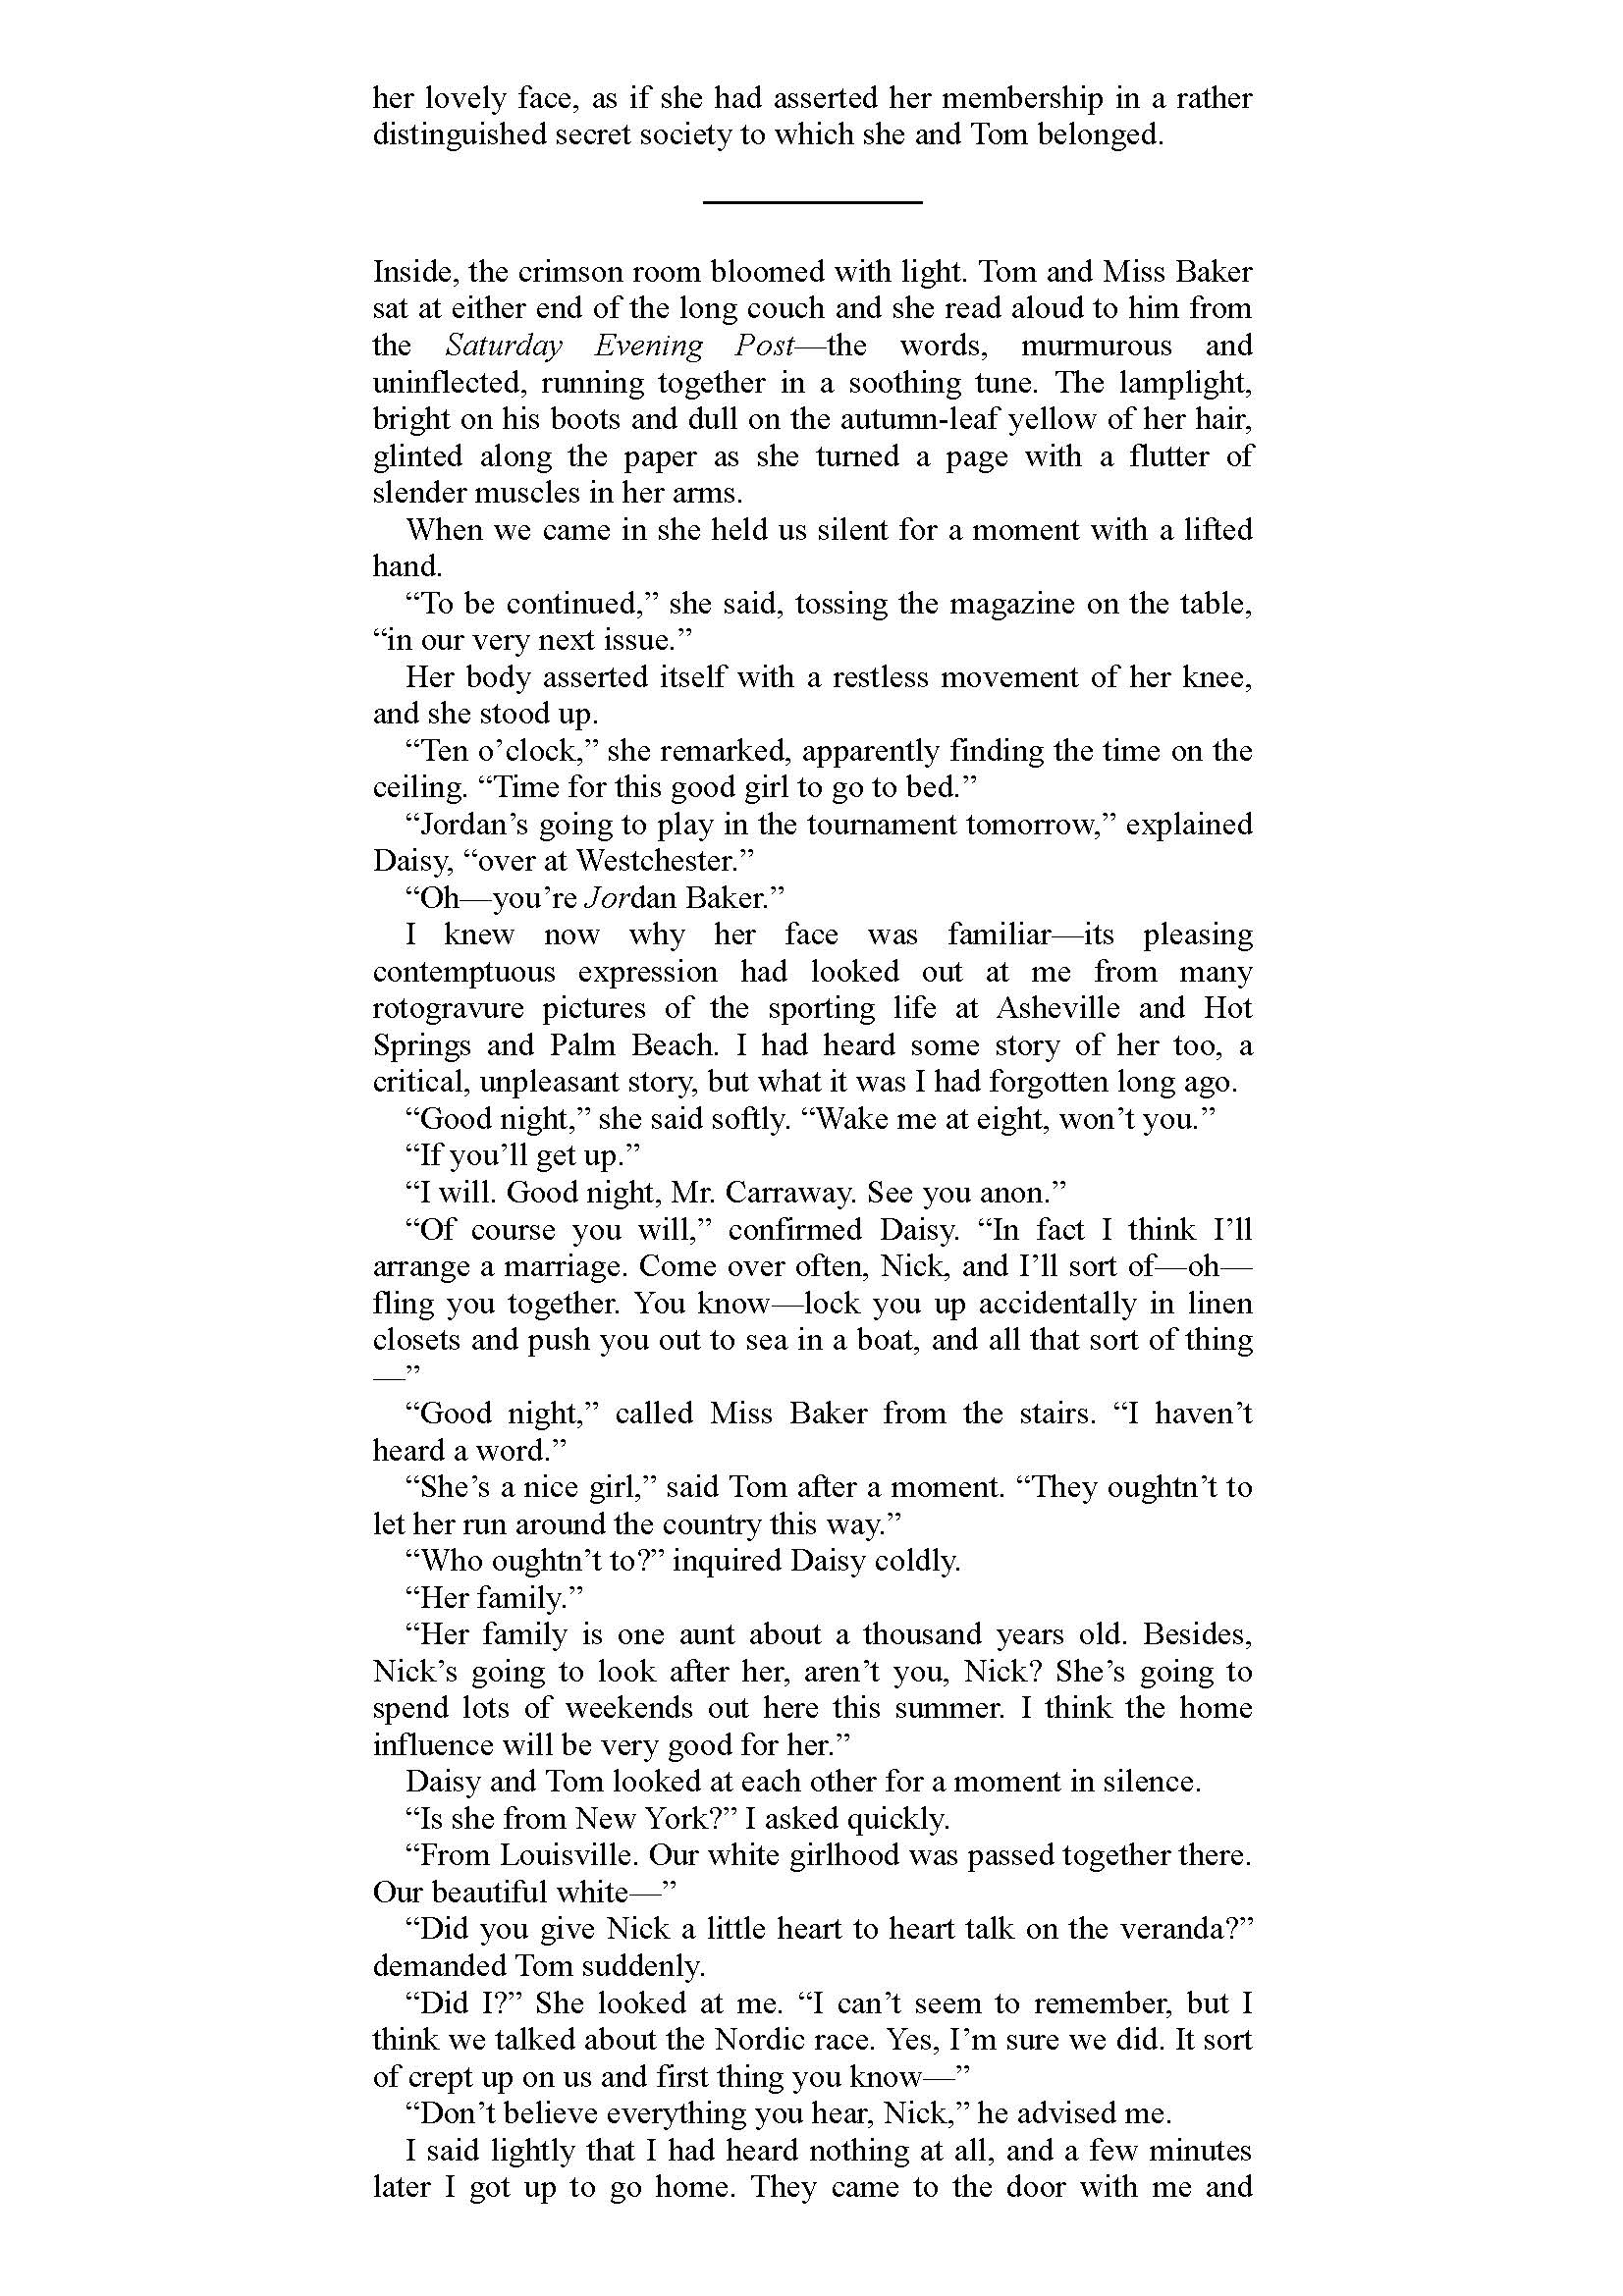 her lovely face, as if she had asserted her membership in a rather
distinguished secret society to which she and Tom belonged.
Inside, the crimson room bloomed with light. Tom and Miss Baker
sat at either end of the long couch and she read aloud to him from
the Saturday Evening Post—the words, murmurous and
uninflected, running together in a soothing tune. The lamplight,
bright on his boots and dull on the autumn-leaf yellow of her hair,
glinted along the paper as she turned a page with a flutter of
slender muscles in her arms.
When we came in she held us silent for a moment with a lifted
hand.
“To be continued,” she said, tossing the magazine on the table,
“in our very next issue.”
Her body asserted itself with a restless movement of her knee,
and she stood up.
“Ten o’clock,” she remarked, apparently finding the time on the
ceiling. “Time for this good girl to go to bed.”
“Jordan’s going to play in the tournament tomorrow,” explained
Daisy, “over at Westchester.”
“Oh—you’re Jordan Baker.”
I knew now why her face was familiar—its pleasing
contemptuous expression had looked out at me from many
rotogravure pictures of the sporting life at Asheville and Hot
Springs and Palm Beach. I had heard some story of her too, a
critical, unpleasant story, but what it was I had forgotten long ago.
“Good night,” she said softly. “Wake me at eight, won’t you.”
“If you’ll get up.”
“I will. Good night, Mr. Carraway. See you anon.”
“Of course you will,” confirmed Daisy. “In fact I think I’ll
arrange a marriage. Come over often, Nick, and I’ll sort of—oh—
fling you together. You know—lock you up accidentally in linen
closets and push you out to sea in a boat, and all that sort of thing
—”
“Good night,” called Miss Baker from the stairs. “I haven’t
heard a word.”
“She’s a nice girl,” said Tom after a moment. “They oughtn’t to
let her run around the country this way.”
“Who oughtn’t to?” inquired Daisy coldly.
“Her family.”
“Her family is one aunt about a thousand years old. Besides,
Nick’s going to look after her, aren’t you, Nick? She’s going to
spend lots of weekends out here this summer. I think the home
influence will be very good for her.”
Daisy and Tom looked at each other for a moment in silence.
“Is she from New York?” I asked quickly.
“From Louisville. Our white girlhood was passed together there.
Our beautiful white—”
“Did you give Nick a little heart to heart talk on the veranda?”
demanded Tom suddenly.
“Did I?” She looked at me. “I can’t seem to remember, but I
think we talked about the Nordic race. Yes, I’m sure we did. It sort
of crept up on us and first thing you know—”
“Don’t believe everything you hear, Nick,” he advised me.
I said lightly that I had heard nothing at all, and a few minutes
later I got up to go home. They came to the door with me and